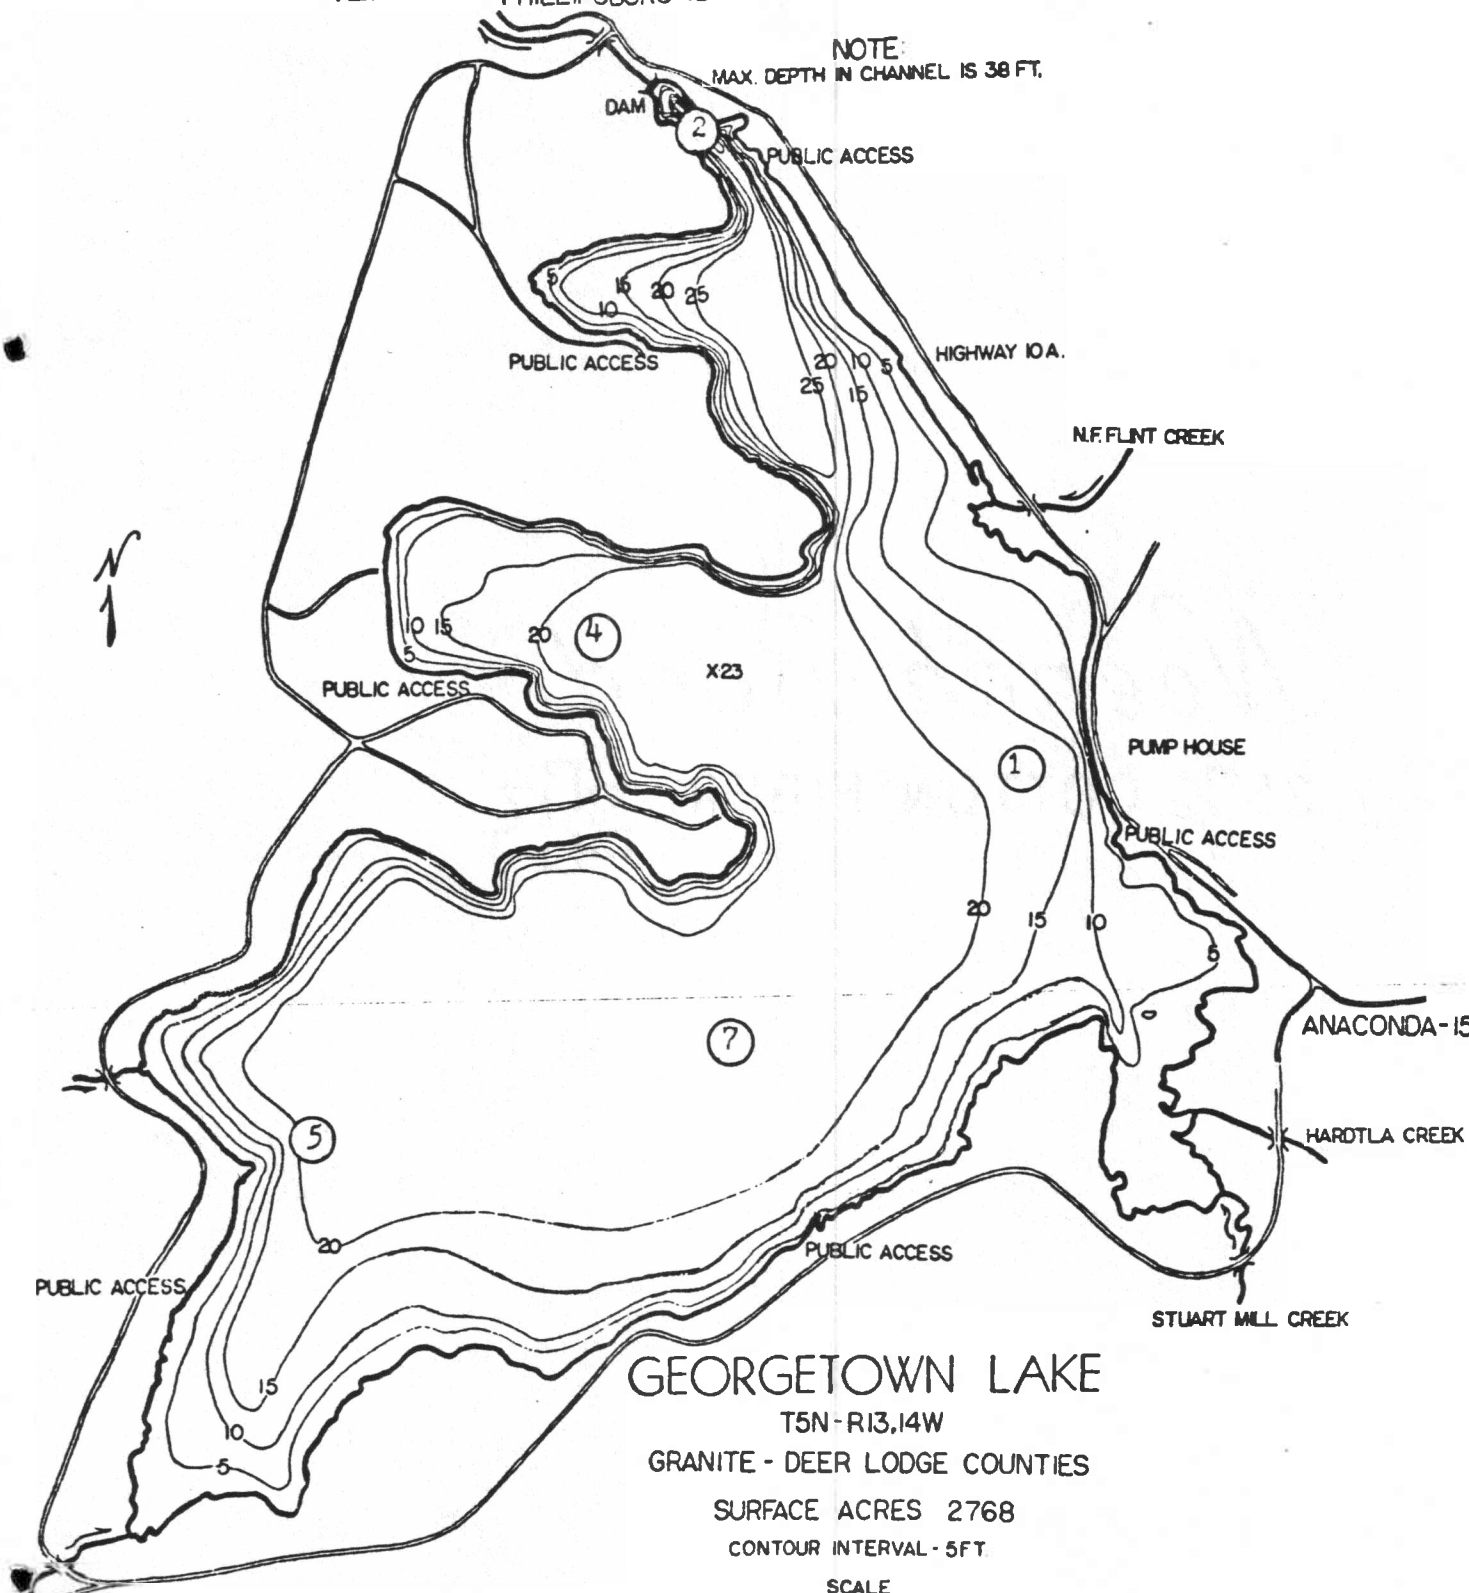 NOTE:
MAX. DEPTH IN CHANNEL IS 38 FT.
DAM
2
PUBLIC ACCESS
5
15
20
25
10
PUBLIC ACCESS
HIGHWAY 10A.
20
10
5
25
15
N.F. FLINT CREEK
N
10
15
20
4
5
X-23
PUBLIC ACCESS
PUMP HOUSE
1
PUBLIC ACCESS
20
15
10
5
ANACONDA-15
7
5
HARDTLA CREEK
20
PUBLIC ACCESS
PUBLIC ACCESS
STUART MILL CREEK
15
10
5
GEORGETOWN LAKE
T5N-R13,14W
GRANITE - DEER LODGE COUNTIES
SURFACE ACRES 2768
CONTOUR INTERVAL - 5FT.
SCALE